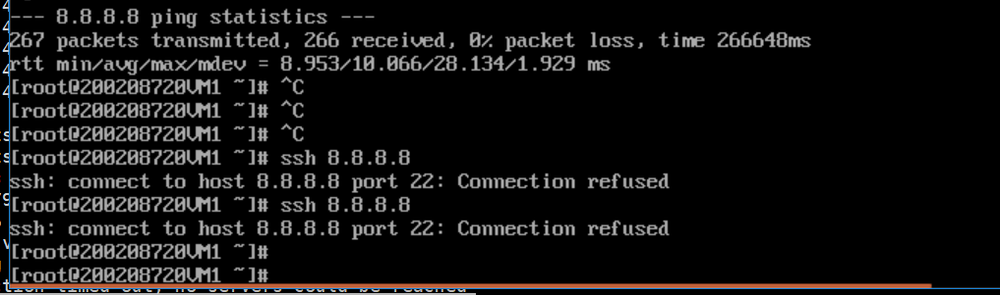 --- 8.8.8.8 ping statistics ---
267 packets transmitted, 266 received, 0% packet loss, time 266648ms
rtt min/avg/max/mdev = 8.953/10.066/28.134/1.929 ms
[root@200208720VM1 ~]# ^C
[root@200208720VM1 ~]# ^C
[root@200208720VM1 ~]# ^C
[root@200208720VM1 ~]# ssh 8.8.8.8
ssh: connect to host 8.8.8.8 port 22: Connection refused
[root@200208720VM1 ~]# ssh 8.8.8.8
ssh: connect to host 8.8.8.8 port 22: Connection refused
[root@200208720VM1 ~]#
[root@200208720VM1 ~]#